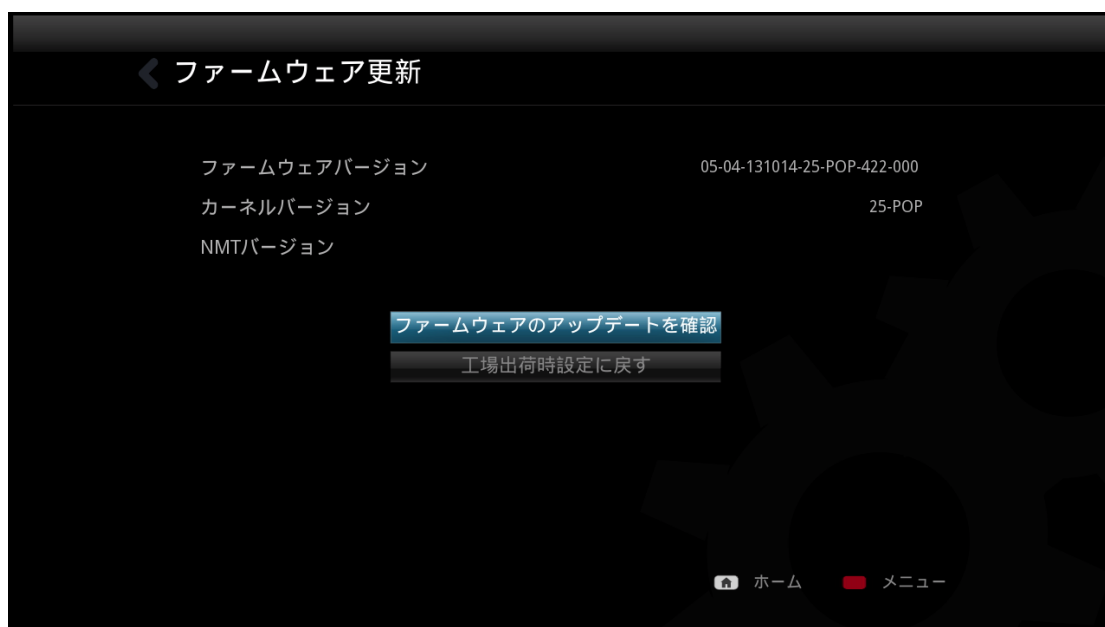 ファームウェア更新
ファームウェアバージョン 05-04-131014-25-POP-422-000
カーネルバージョン 25-POP
NMTバージョン
ファームウェアのアップデートを確認
工場出荷時設定に戻す
ホーム メニュー